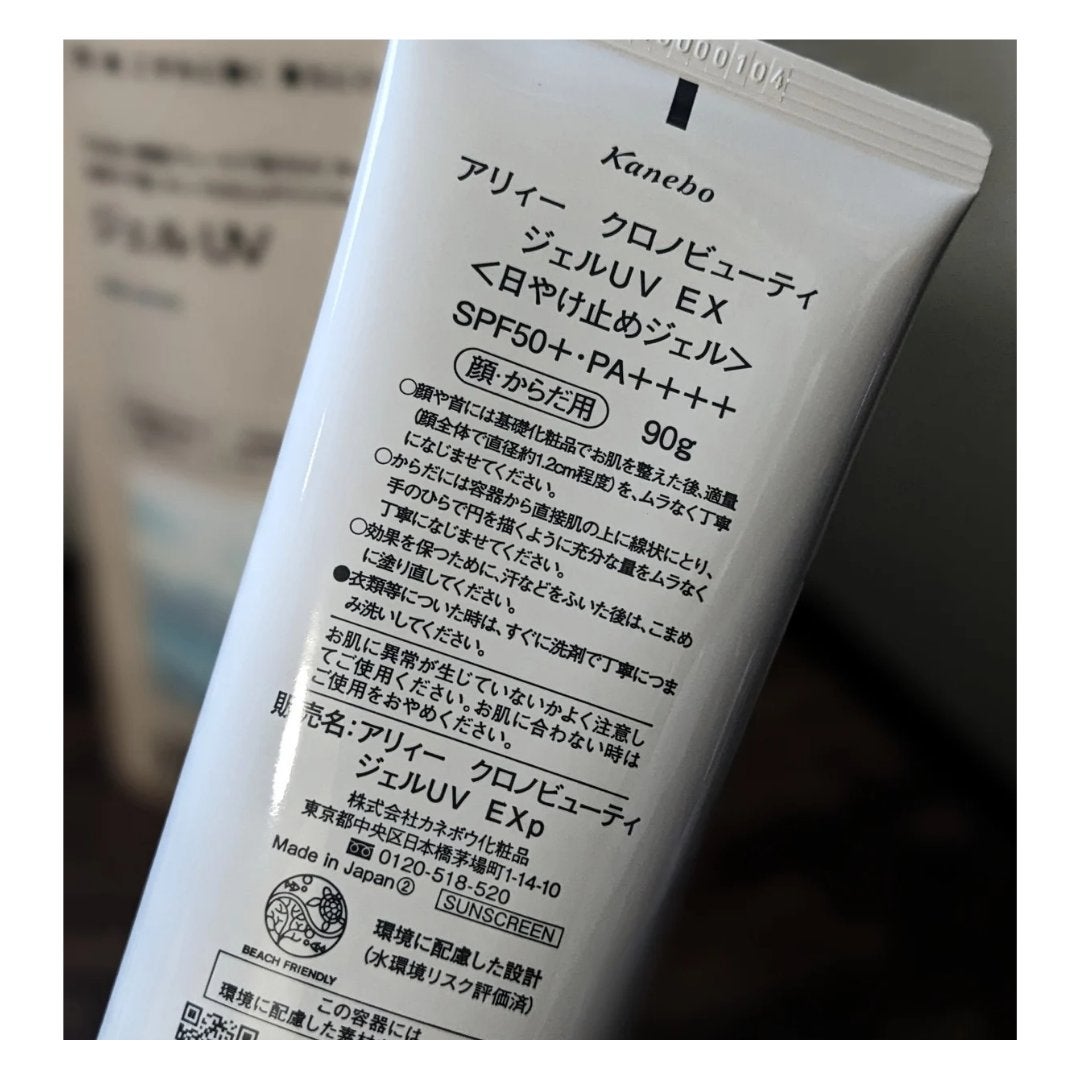 0000104
Kanebo
アリィー クロノビューティ
ジェルUV EX
<日やけ止めジェル>
SPF50+・PA++++
顔・からだ用 90g
○顔や首には基礎化粧品でお肌を整えた後、適量
(顔全体で直径約1.2cm程度)を、ムラなく丁寧
になじませてください。
○からだには容器から直接肌の上に線状にとり、
手のひらで円を描くように充分な量をムラなく
丁寧になじませてください。
○効果を保つために、汗などをふいた後は、こまめ
に塗り直してください。
●衣類等についた時は、すぐに洗剤で丁寧につま
み洗いしてください。
お肌に異常が生じていないかよく注意し
てご使用ください。お肌に合わない時は
ご使用をおやめください。
販売名:アリィー クロノビューティ
ジェルUV EXp
株式会社カネボウ化粧品
東京都中央区日本橋茅場町1-14-10
0120-518-520
Made in Japan② SUNSCREEN
BEACH FRIENDLY
環境に配慮した設計
(水環境リスク評価済)
この容器には
環境に配慮した素材
ジェル UV